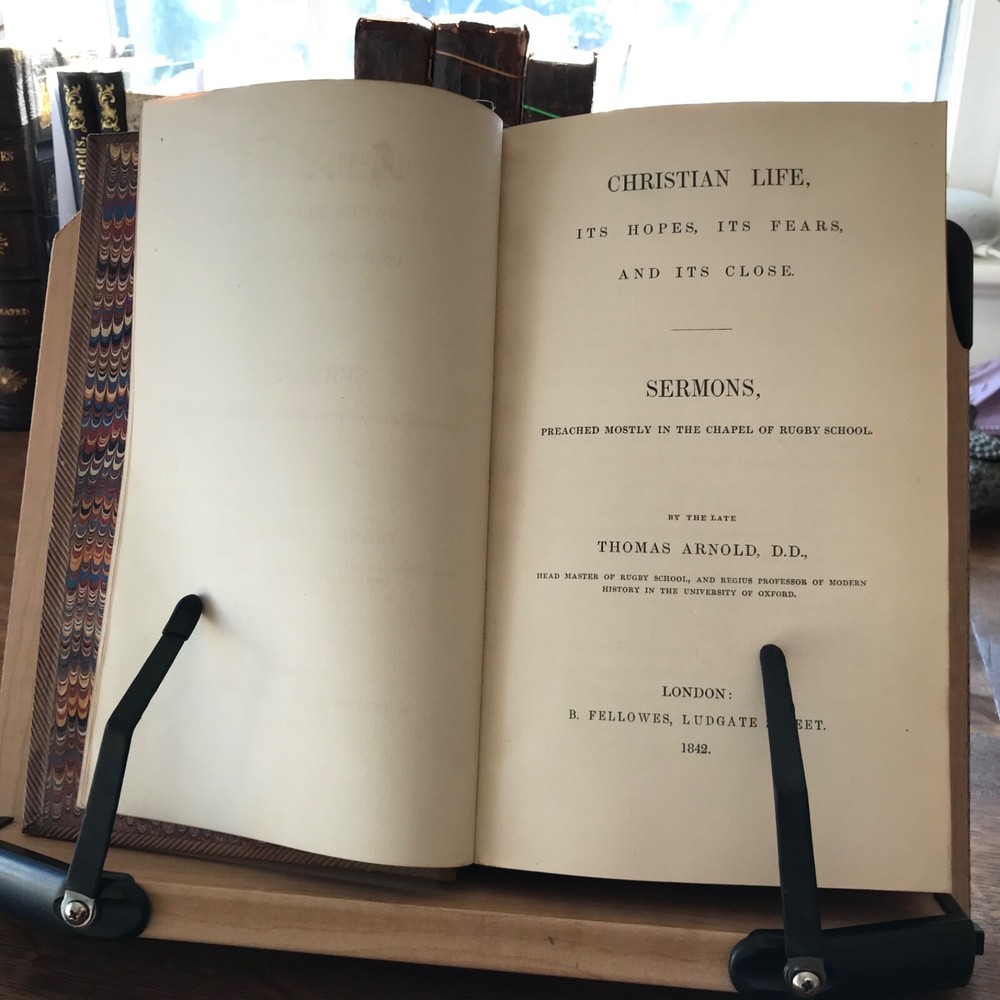 CHRISTIAN LIFE,
ITS HOPES, ITS FEARS,
AND ITS CLOSE.
SERMONS,
PREACHED MOSTLY IN THE CHAPEL OF RUGBY SCHOOL.
BY THE LATE
THOMAS ARNOLD, D.D.,
HEAD MASTER OF RUGBY SCHOOL, AND REGIUS PROFESSOR OF MODERN
HISTORY IN THE UNIVERSITY OF OXFORD.
LONDON:
B. FELLOWES, LUDGATE
1842.